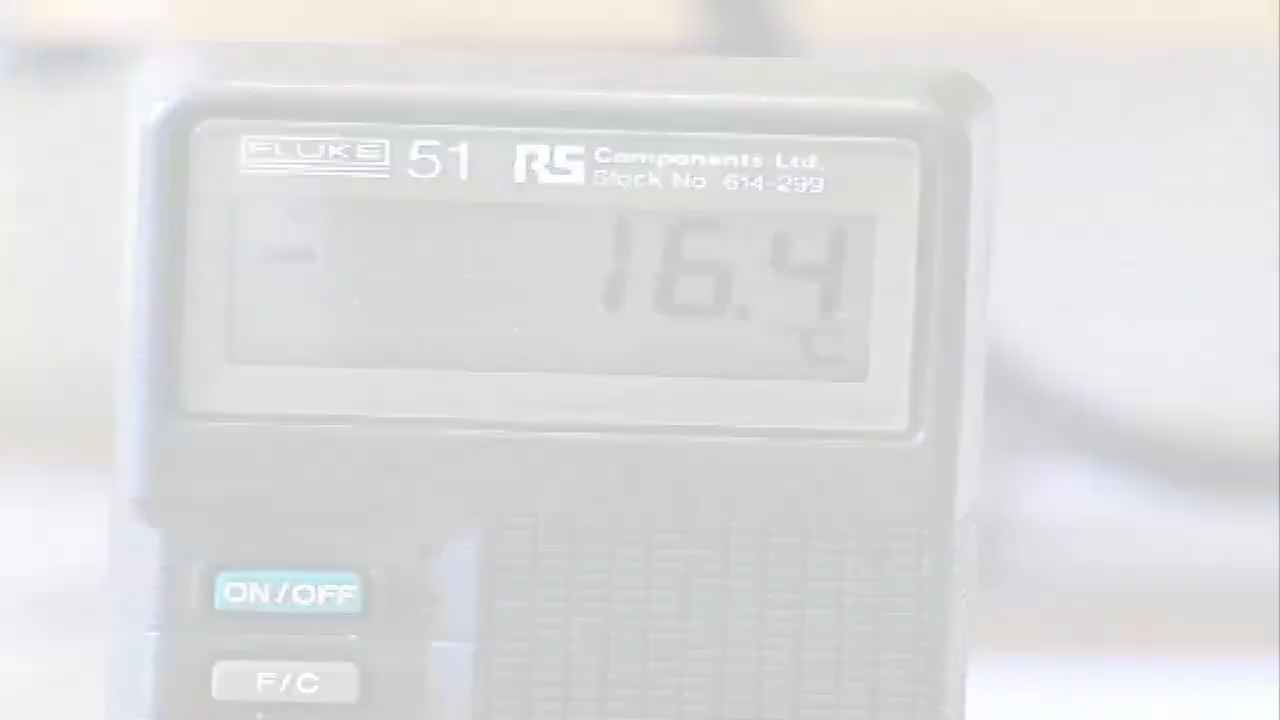 FLUKE 51 RS Components Ltd.
Stock No 614-299
16.4
°C
ON/OFF
F/C